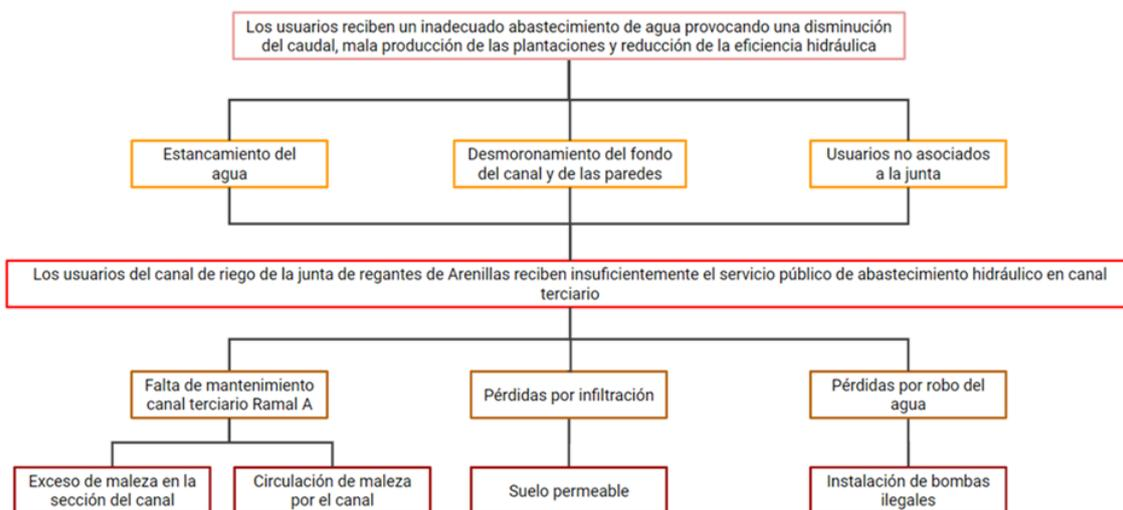 Los usuarios reciben un inadecuado abastecimiento de agua provocando una disminución
del caudal, mala producción de las plantaciones y reducción de la eficiencia hidráulica
Estancamiento del
agua
Desmoronamiento del fondo
del canal y de las paredes
Usuarios no asociados
a la junta
Los usuarios del canal de riego de la junta de regantes de Arenillas reciben insuficientemente el servicio público de abastecimiento hidráulico en canal
terciario
Falta de mantenimiento
canal terciario Ramal A
Pérdidas por infiltración
Pérdidas por robo del
agua
Exceso de maleza en la
sección del canal
Circulación de maleza
por el canal
Suelo permeable
Instalación de bombas
ilegales